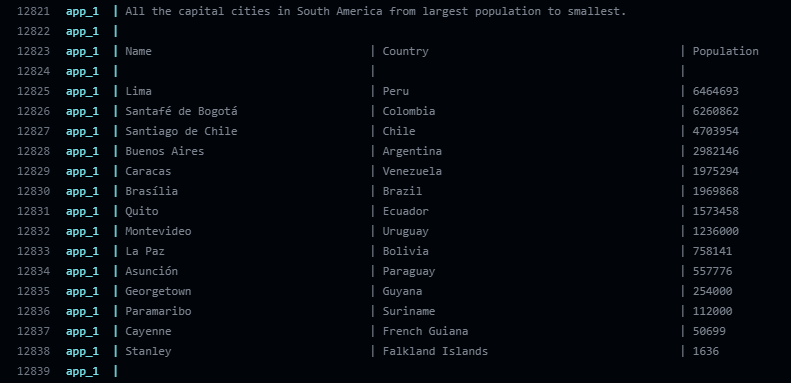 12821 app_1 | All the capital cities in South America from largest population to smallest.
12822 app_1 |
12823 app_1 | Name | Country | Population
12824 app_1 | | |
12825 app_1 | Lima | Peru | 6464693
12826 app_1 | Santafé de Bogotá | Colombia | 6260862
12827 app_1 | Santiago de Chile | Chile | 4703954
12828 app_1 | Buenos Aires | Argentina | 2982146
12829 app_1 | Caracas | Venezuela | 1975294
12830 app_1 | Brasília | Brazil | 1969868
12831 app_1 | Quito | Ecuador | 1573458
12832 app_1 | Montevideo | Uruguay | 1236000
12833 app_1 | La Paz | Bolivia | 758141
12834 app_1 | Asunción | Paraguay | 557776
12835 app_1 | Georgetown | Guyana | 254000
12836 app_1 | Paramaribo | Suriname | 112000
12837 app_1 | Cayenne | French Guiana | 50699
12838 app_1 | Stanley | Falkland Islands | 1636
12839 app_1 |